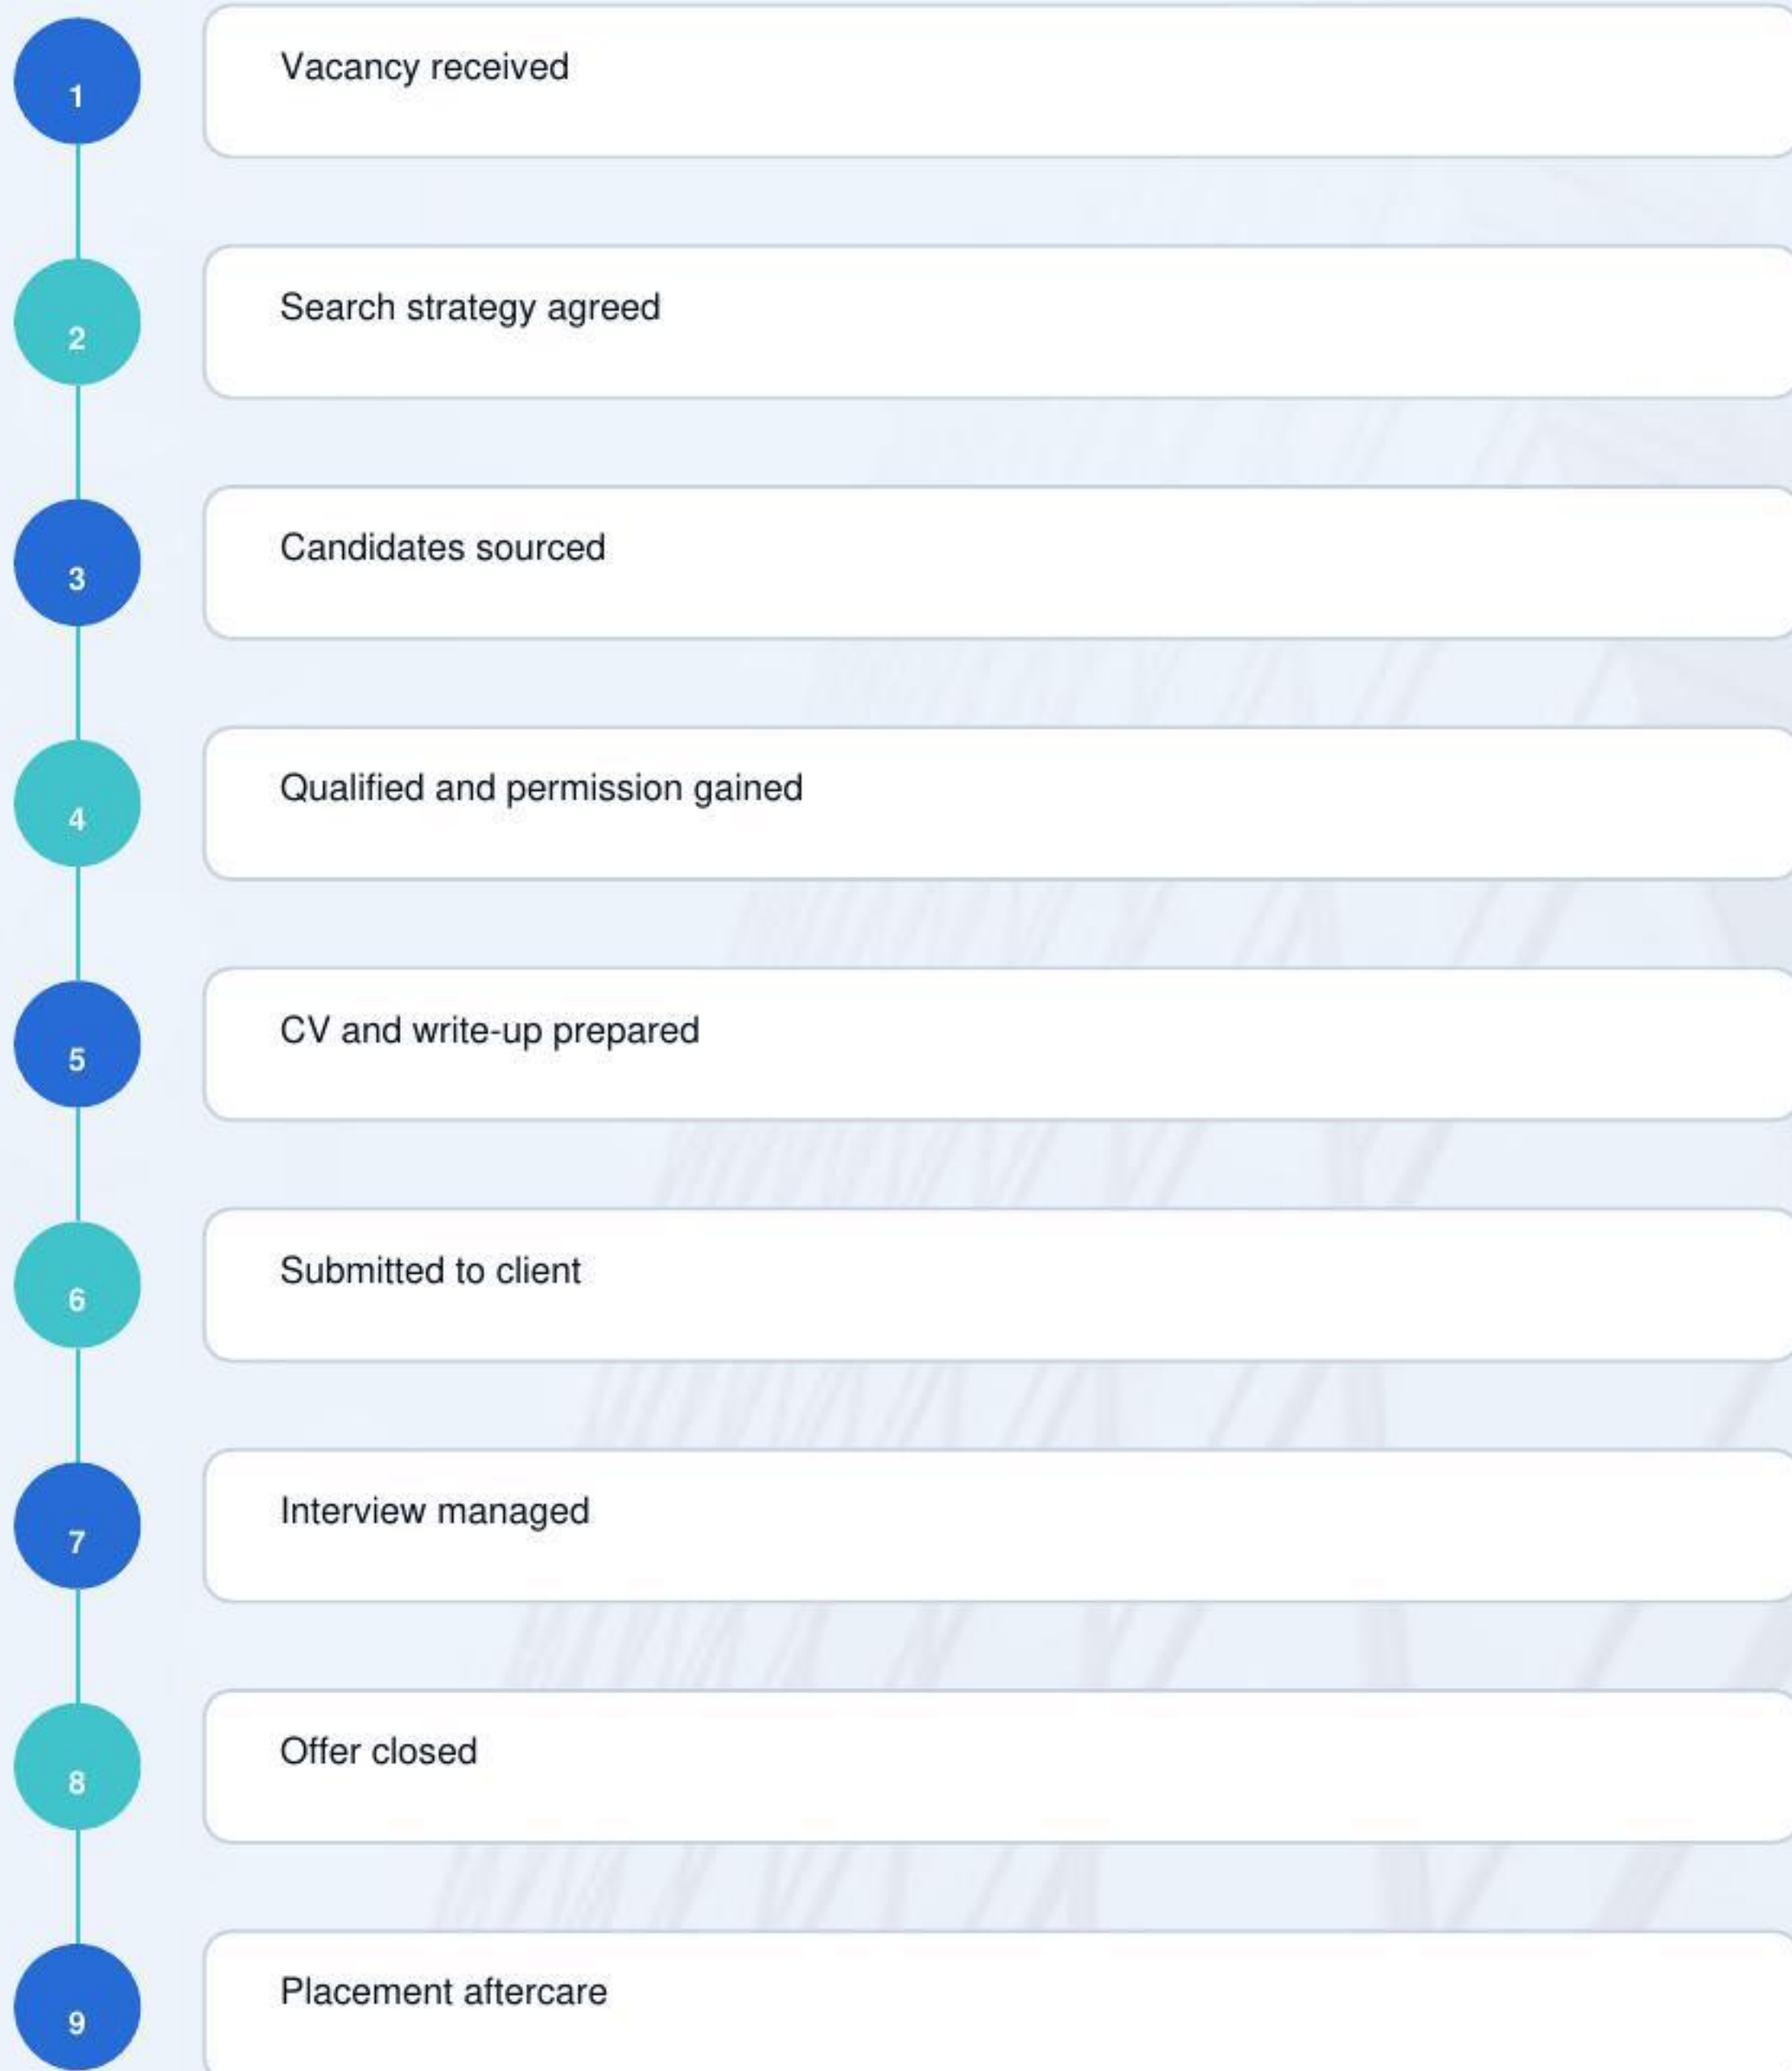 1
Vacancy received
2
Search strategy agreed
3
Candidates sourced
4
Qualified and permission gained
5
CV and write-up prepared
6
Submitted to client
7
Interview managed
8
Offer closed
9
Placement aftercare